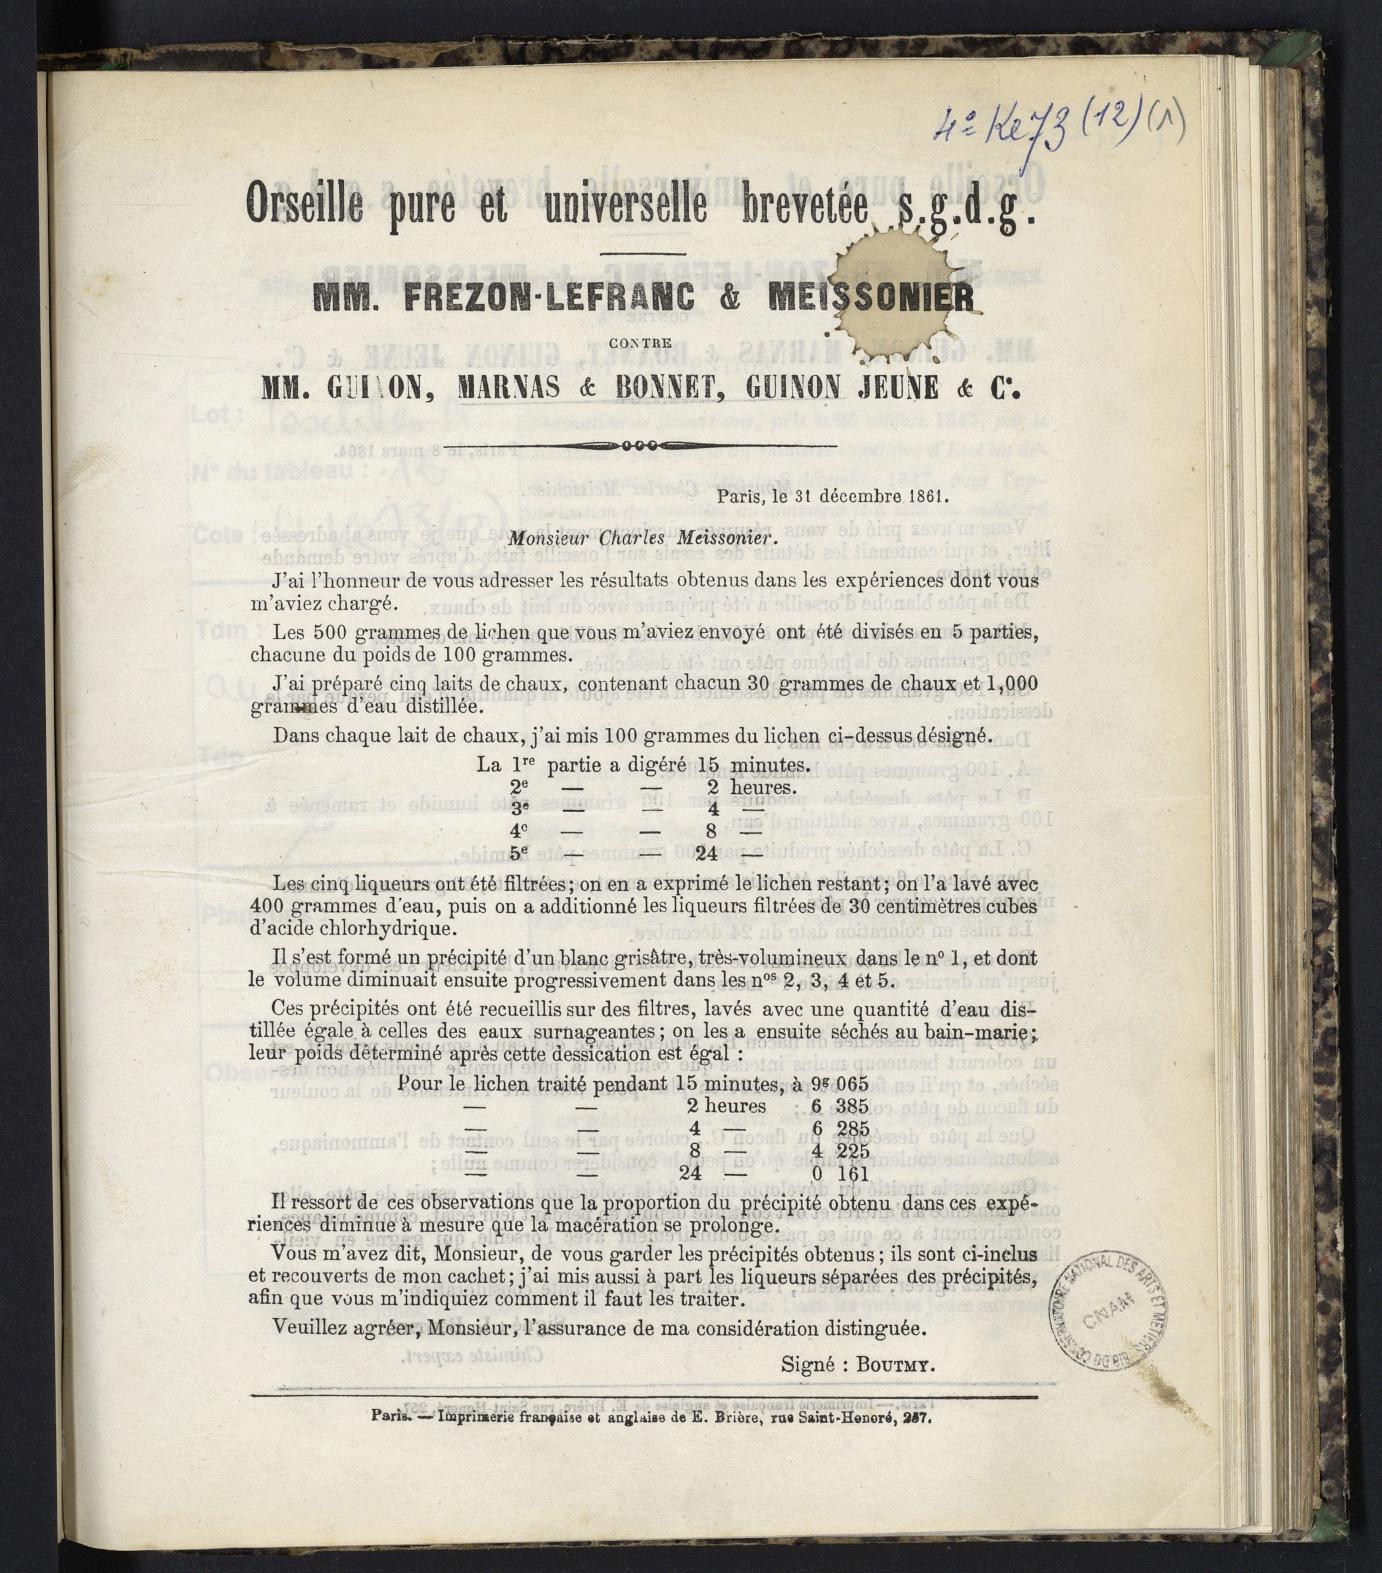 4º Ke 73 (12) (1)
Orseille pure et universelle brevetée s.g.d.g.
MM. FREZON-LEFRANC & MEISSONIER
CONTRE
MM. GUINON, MARNAS & BONNET, GUINON JEUNE & Cᵉ.
Paris, le 31 décembre 1861.
Monsieur Charles Meissonier.
J'ai l'honneur de vous adresser les résultats obtenus dans les expériences dont vous
m'aviez chargé.
Les 500 grammes de lichen que vous m'aviez envoyé ont été divisés en 5 parties,
chacune du poids de 100 grammes.
J'ai préparé cinq laits de chaux, contenant chacun 30 grammes de chaux et 1,000
grammes d'eau distillée.
Dans chaque lait de chaux, j'ai mis 100 grammes du lichen ci-dessus désigné.
La 1re partie a digéré 15 minutes.
2e — — 2 heures.
3e — — 4 —
4e — — 8 —
5e — — 24 —
Les cinq liqueurs ont été filtrées; on en a exprimé le lichen restant; on l'a lavé avec
400 grammes d'eau, puis on a additionné les liqueurs filtrées de 30 centimètres cubes
d'acide chlorhydrique.
Il s'est formé un précipité d'un blanc grisâtre, très-volumineux dans le nº 1, et dont
le volume diminuait ensuite progressivement dans les nos 2, 3, 4 et 5.
Ces précipités ont été recueillis sur des filtres, lavés avec une quantité d'eau dis-
tillée égale à celles des eaux surnageantes; on les a ensuite séchés au bain-marie;
leur poids déterminé après cette dessication est égal :
Pour le lichen traité pendant 15 minutes, à 9g 065
— — 2 heures 6 385
— — 4 — 6 285
— — 8 — 4 225
— — 24 — 0 161
Il ressort de ces observations que la proportion du précipité obtenu dans ces expé-
riences diminue à mesure que la macération se prolonge.
Vous m'avez dit, Monsieur, de vous garder les précipités obtenus; ils sont ci-inclus
et recouverts de mon cachet; j'ai mis aussi à part les liqueurs séparées des précipités,
afin que vous m'indiquiez comment il faut les traiter.
Veuillez agréer, Monsieur, l'assurance de ma considération distinguée.
Signé : BOUTMY.
BIB DU CONSERVATOIRE NATIONAL DES ARTS ET METIERS
CNAM
Paris. — Imprimerie française et anglaise de E. Brière, rue Saint-Honoré, 257.